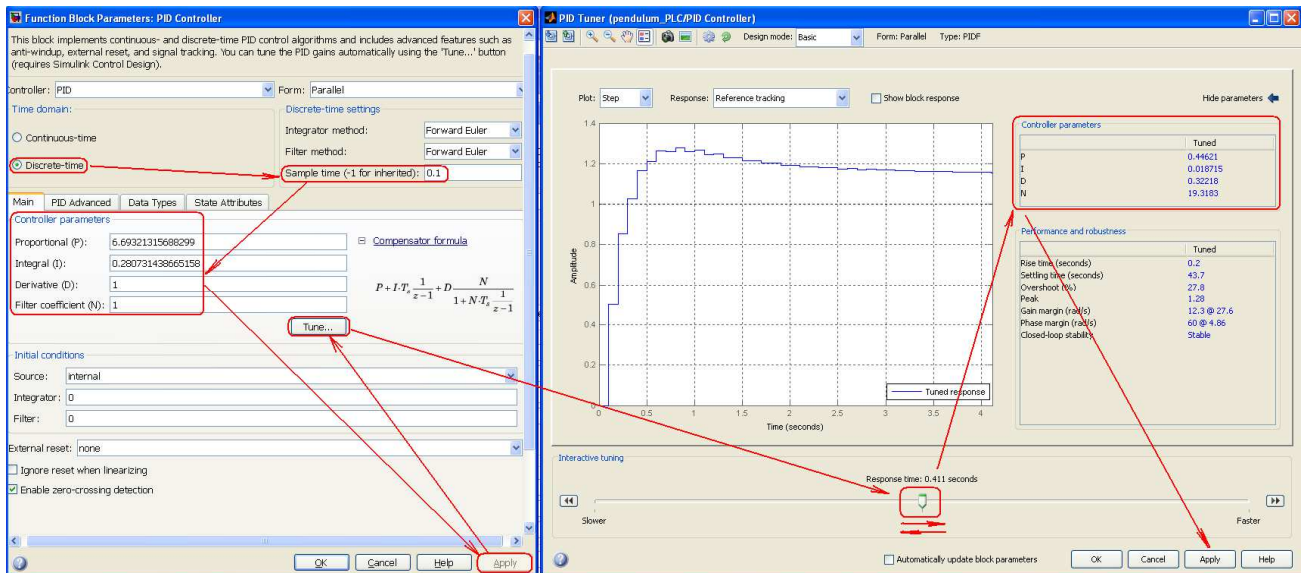 Function Block Parameters: PID Controller
This block implements continuous- and discrete-time PID control algorithms and includes advanced features such as
anti-windup, external reset, and signal tracking. You can tune the PID gains automatically using the 'Tune...' button
(requires Simulink Control Design).
Controller: PID
Form: Parallel
Time domain:
Continuous-time
Discrete-time
Discrete-time settings
Integrator method: Forward Euler
Filter method: Forward Euler
Sample time (-1 for inherited): 0.1
Main PID Advanced Data Types State Attributes
Controller parameters
Proportional (P): 6.69321315688299
Integral (I): 0.280731438665158
Derivative (D): 1
Filter coefficient (N): 1
Compensator formula
P + I·T_s 1/(z-1) + D N/(1+N·T_s 1/(z-1))
Tune...
Initial conditions
Source: internal
Integrator: 0
Filter: 0
External reset: none
Ignore reset when linearizing
Enable zero-crossing detection
OK Cancel Help Apply
PID Tuner (pendulum_PLC/PID Controller)
Design mode: Basic Form: Parallel Type: PIDF
Plot: Step Response: Reference tracking Show block response Hide parameters
1.4
1.2
1
0.8
0.6
0.4
0.2
0
Amplitude
0 0.5 1 1.5 2 2.5 3 3.5 4
Time (seconds)
Tuned response
Controller parameters
Tuned
P 0.44621
I 0.018715
D 0.32218
N 19.3183
Performance and robustness
Tuned
Rise time (seconds) 0.2
Settling time (seconds) 43.7
Overshoot (%) 27.8
Peak 1.28
Gain margin (rad/s) 12.3 @ 27.6
Phase margin (rad/s) 60 @ 4.86
Closed-loop stability Stable
Interactive tuning
Response time: 0.411 seconds
Slower Faster
Automatically update block parameters OK Cancel Apply Help